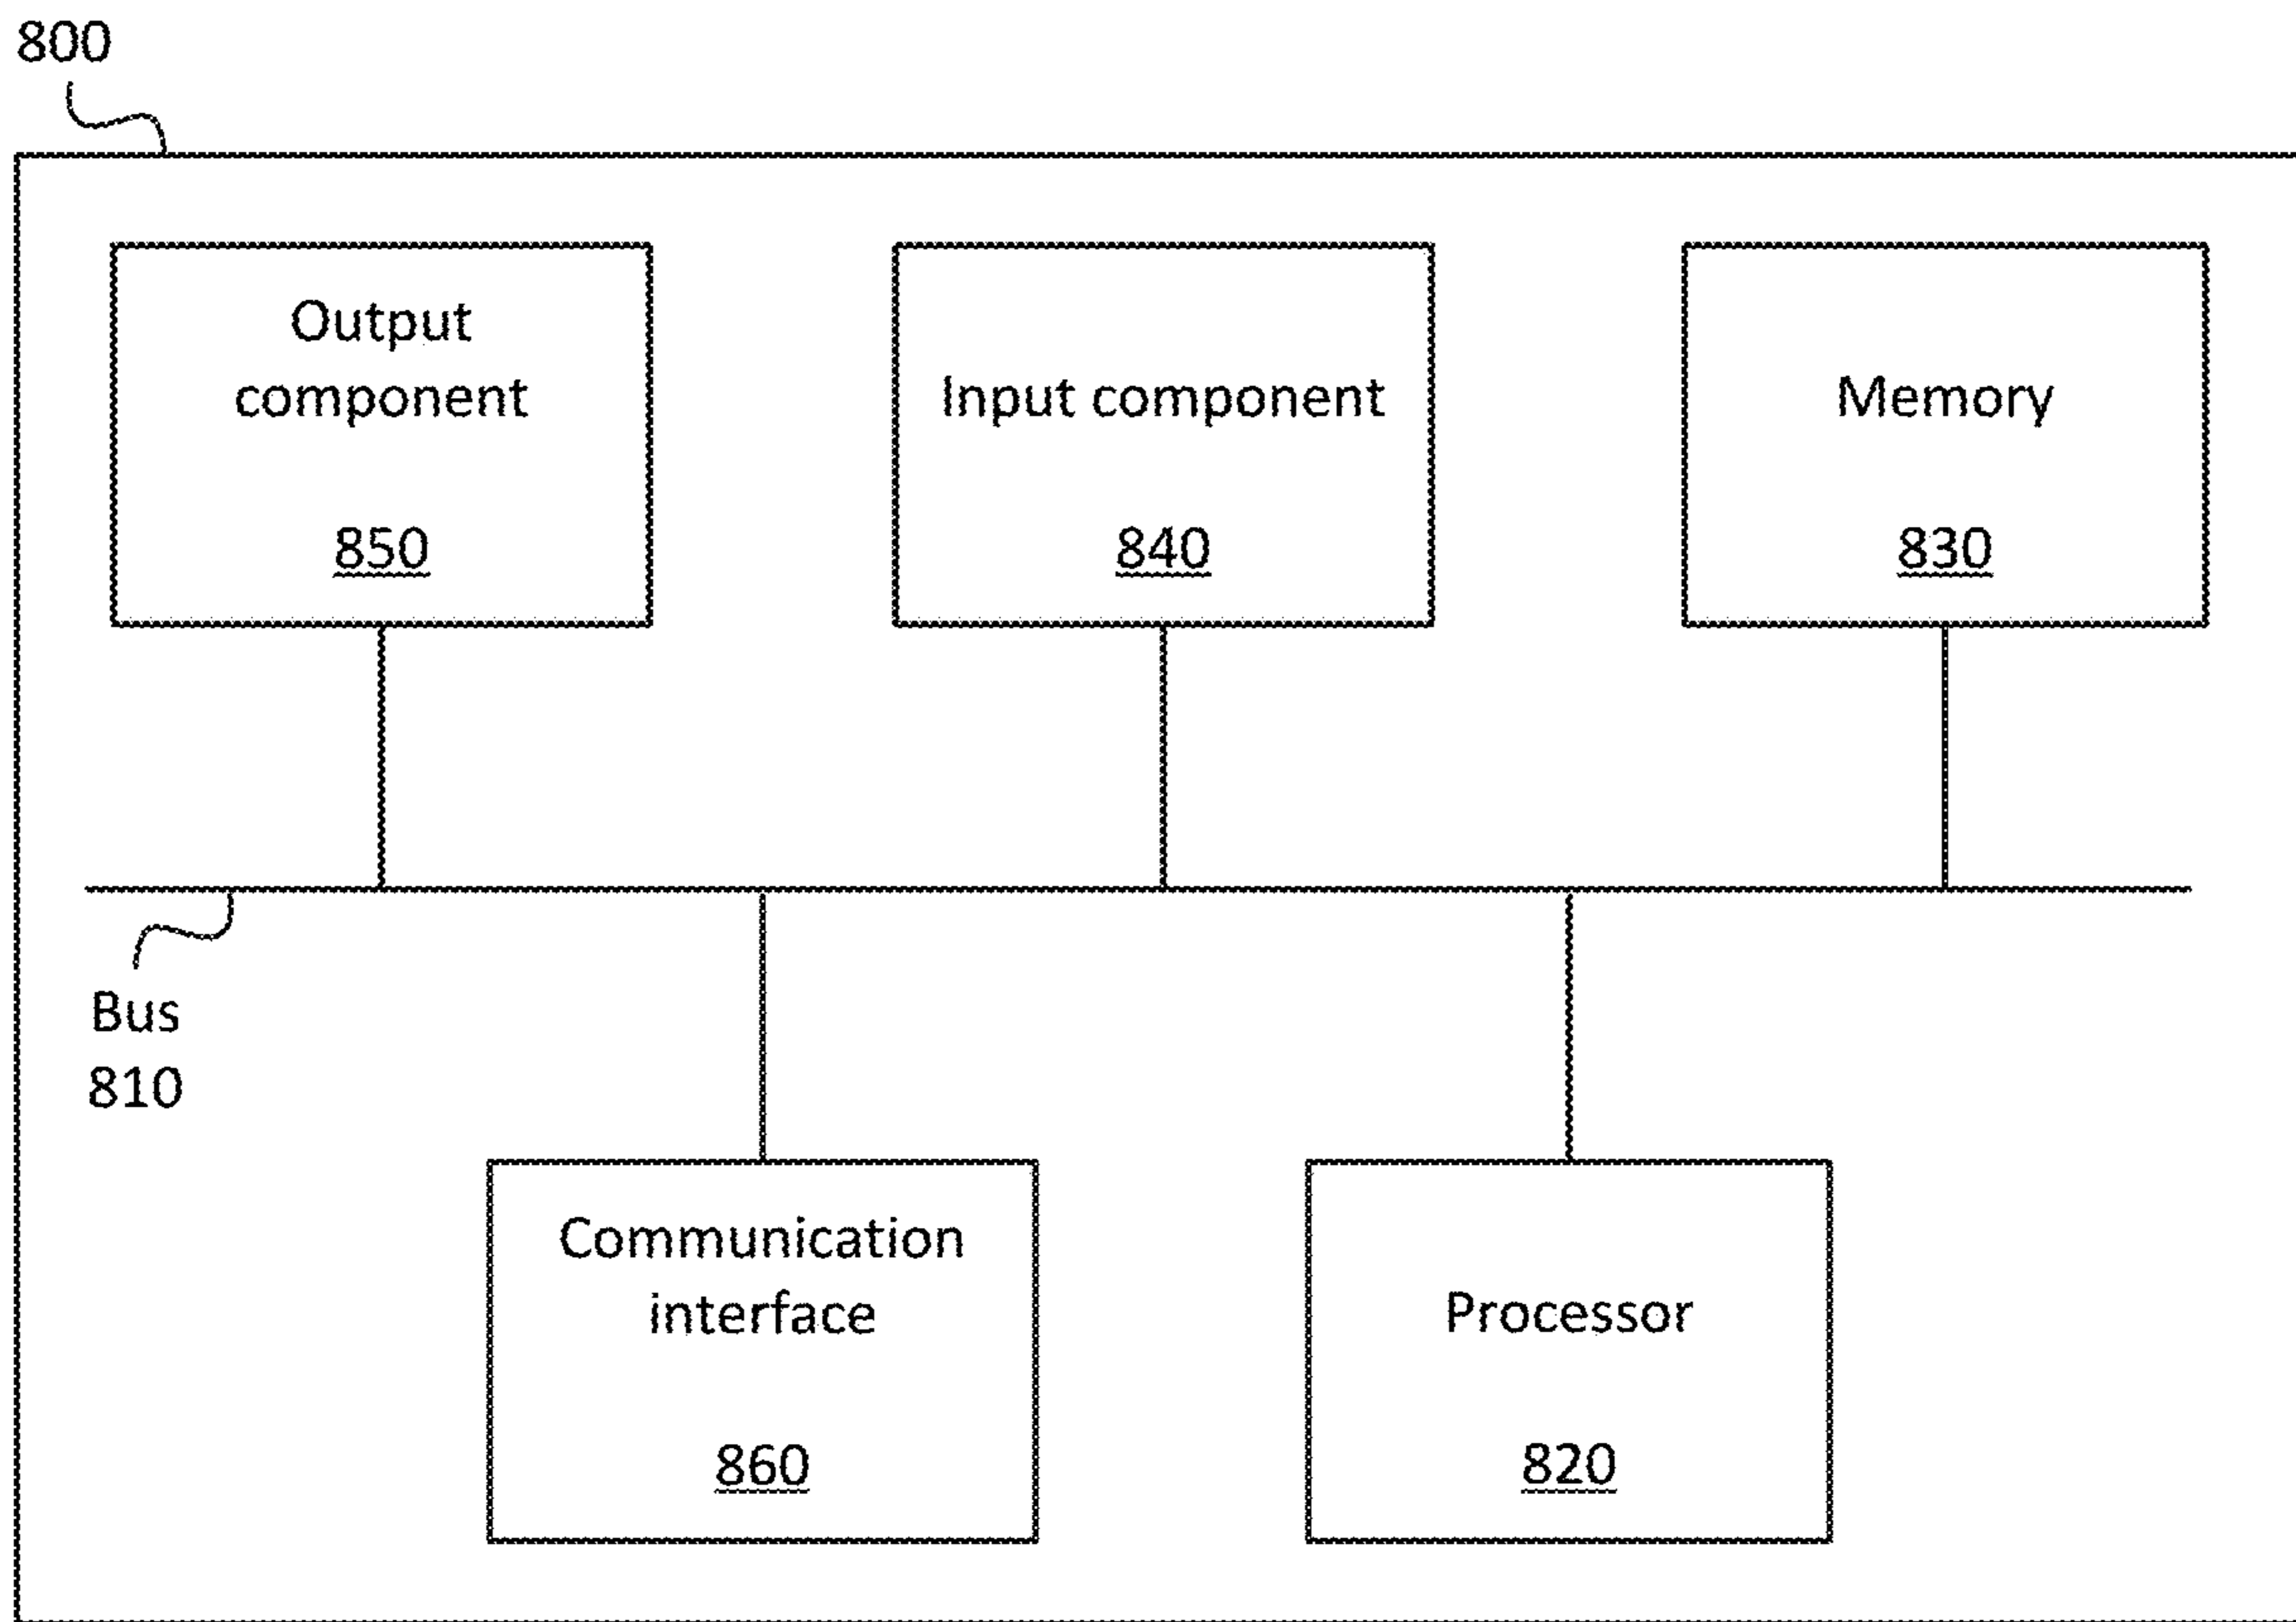 800
Output
component
850
Input component
840
Memory
830
Bus
810
Communication
interface
860
Processor
820